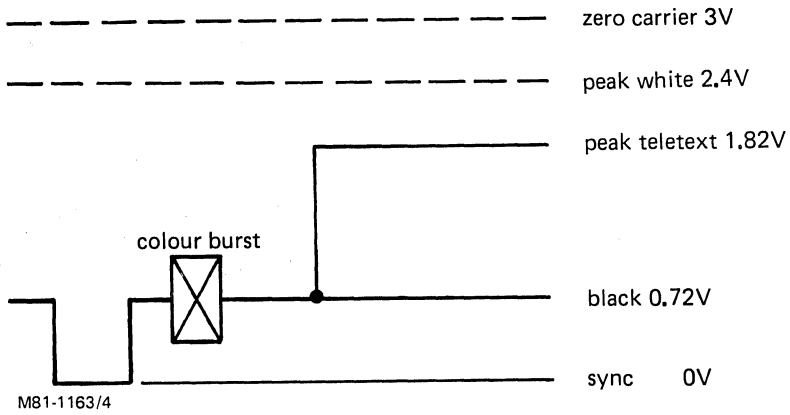 zero carrier 3V
peak white 2.4V
peak teletext 1.82V
colour burst
black 0.72V
sync 0V
M81-1163/4